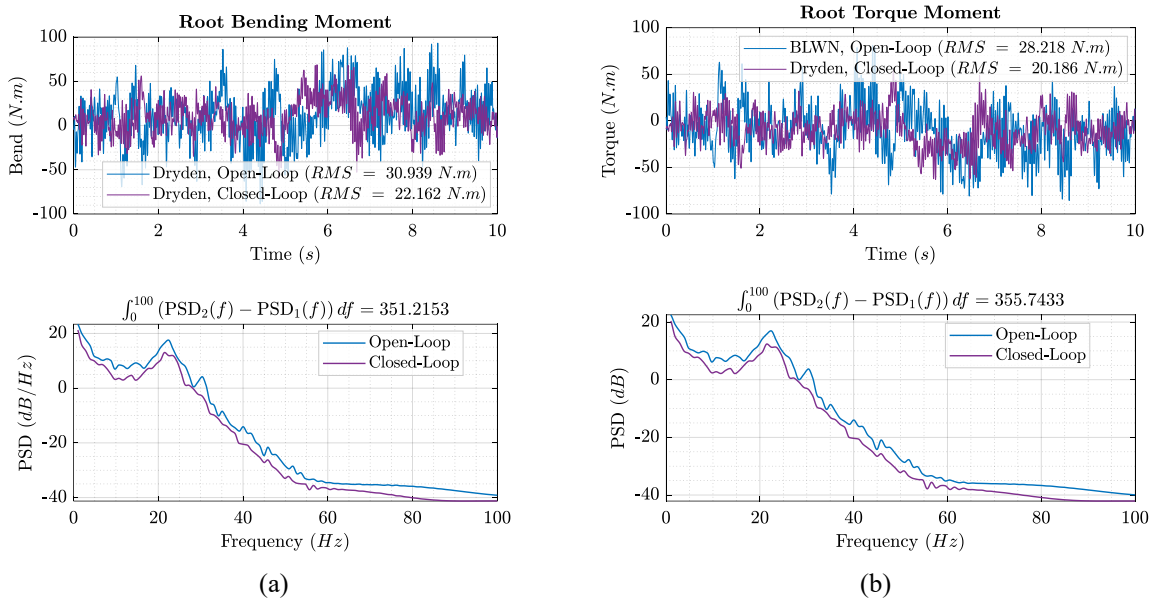 Root Bending Moment
100
50
0
-50
-100
Bend (N.m)
Dryden, Open-Loop (RMS = 30.939 N.m)
Dryden, Closed-Loop (RMS = 22.162 N.m)
0 2 4 6 8 10
Time (s)
∫₀¹⁰⁰ (PSD₂(f) − PSD₁(f)) df = 351.2153
20
0
-20
-40
PSD (dB/Hz)
Open-Loop
Closed-Loop
0 20 40 60 80 100
Frequency (Hz)
(a)
Root Torque Moment
100
50
0
-50
-100
Torque (N.m)
BLWN, Open-Loop (RMS = 28.218 N.m)
Dryden, Closed-Loop (RMS = 20.186 N.m)
0 2 4 6 8 10
Time (s)
∫₀¹⁰⁰ (PSD₂(f) − PSD₁(f)) df = 355.7433
20
0
-20
-40
PSD (dB)
Open-Loop
Closed-Loop
0 20 40 60 80 100
Frequency (Hz)
(b)